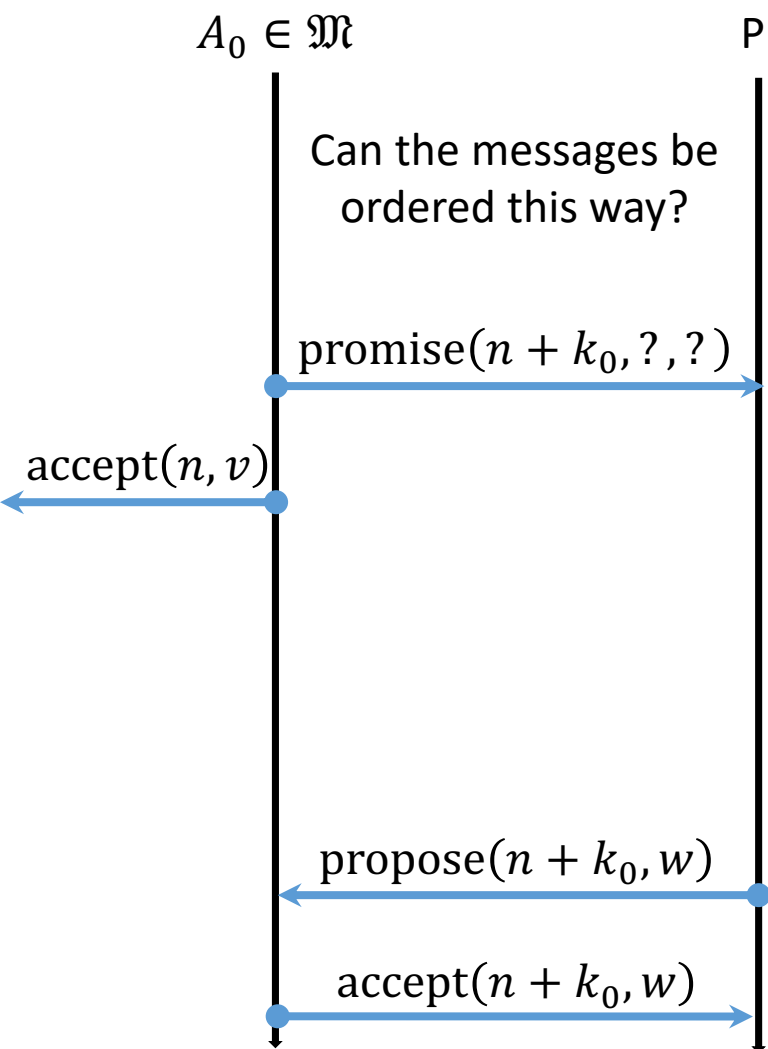 A₀ ∈ 𝔐 P
Can the messages be
ordered this way?
promise(n + k₀, ? , ? )
accept(n, v)
propose(n + k₀, w)
accept(n + k₀, w)